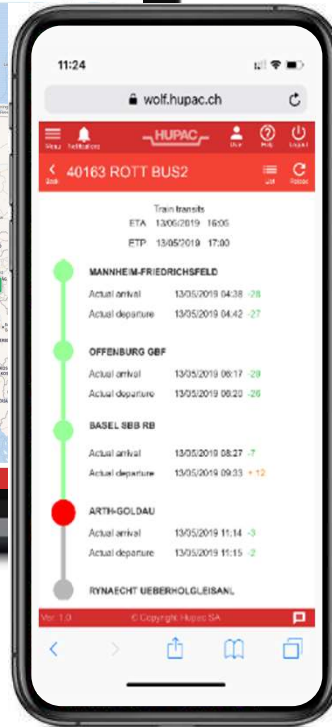 11:24
wolf.hupac.ch
Menu Notifications HUPAC User Help Logout
Back 40163 ROTT BUS2 List Reload
Train transits
ETA 13/05/2019 16:05
ETP 13/05/2019 17:00
MANNHEIM-FRIEDRICHSFELD
Actual arrival 13/05/2019 04:38 -28
Actual departure 13/05/2019 04:42 -27
OFFENBURG GBF
Actual arrival 13/05/2019 06:17 -29
Actual departure 13/05/2019 06:20 -26
BASEL SBB RB
Actual arrival 13/05/2019 08:27 -7
Actual departure 13/05/2019 09:33 +12
ARTH-GOLDAU
Actual arrival 13/05/2019 11:14 -3
Actual departure 13/05/2019 11:15 -2
RYNAECHT UEBERHOLGLEISANL
Ver. 1.0 © Copyright Hupac SA